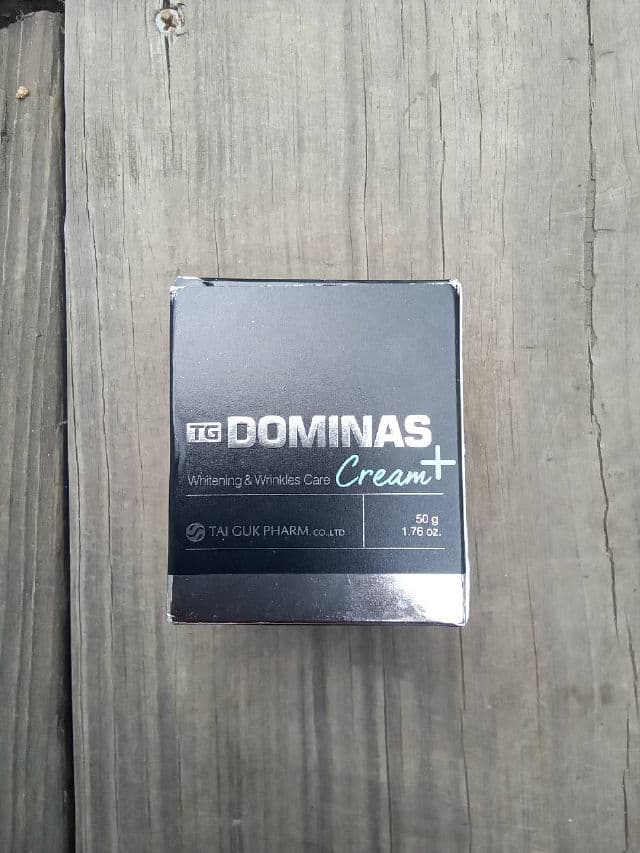 TG DOMINAS
Whitening & Wrinkles Care Cream+
TAI GUK PHARM. CO.,LTD
50 g
1.76 oz.